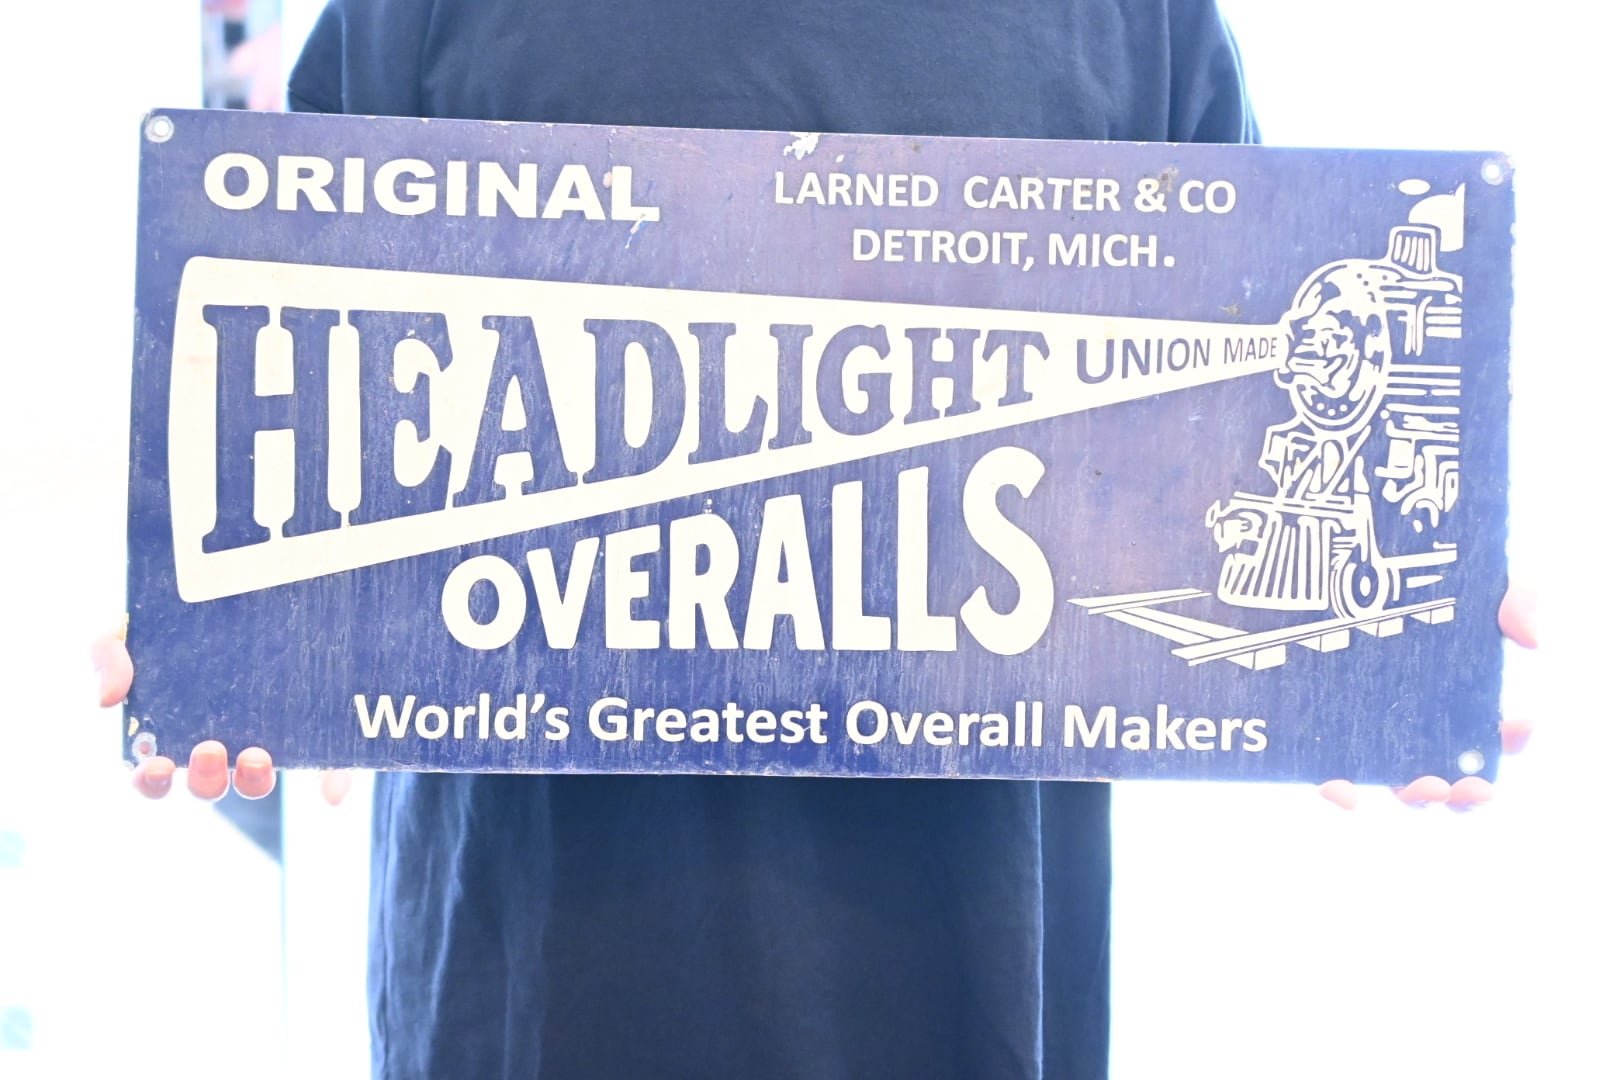 ORIGINAL
LARNED CARTER & CO
DETROIT, MICH.
HEADLIGHT UNION MADE
OVERALLS
World's Greatest Overall Makers